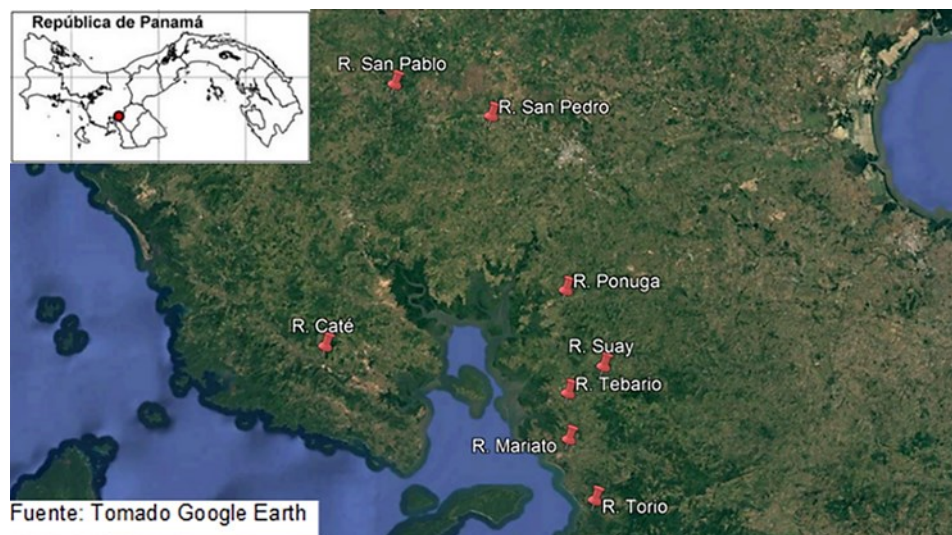 República de Panamá
R. San Pablo
R. San Pedro
R. Ponuga
R. Caté
R. Suay
R. Tebario
R. Mariato
R. Torio
Fuente: Tomado Google Earth